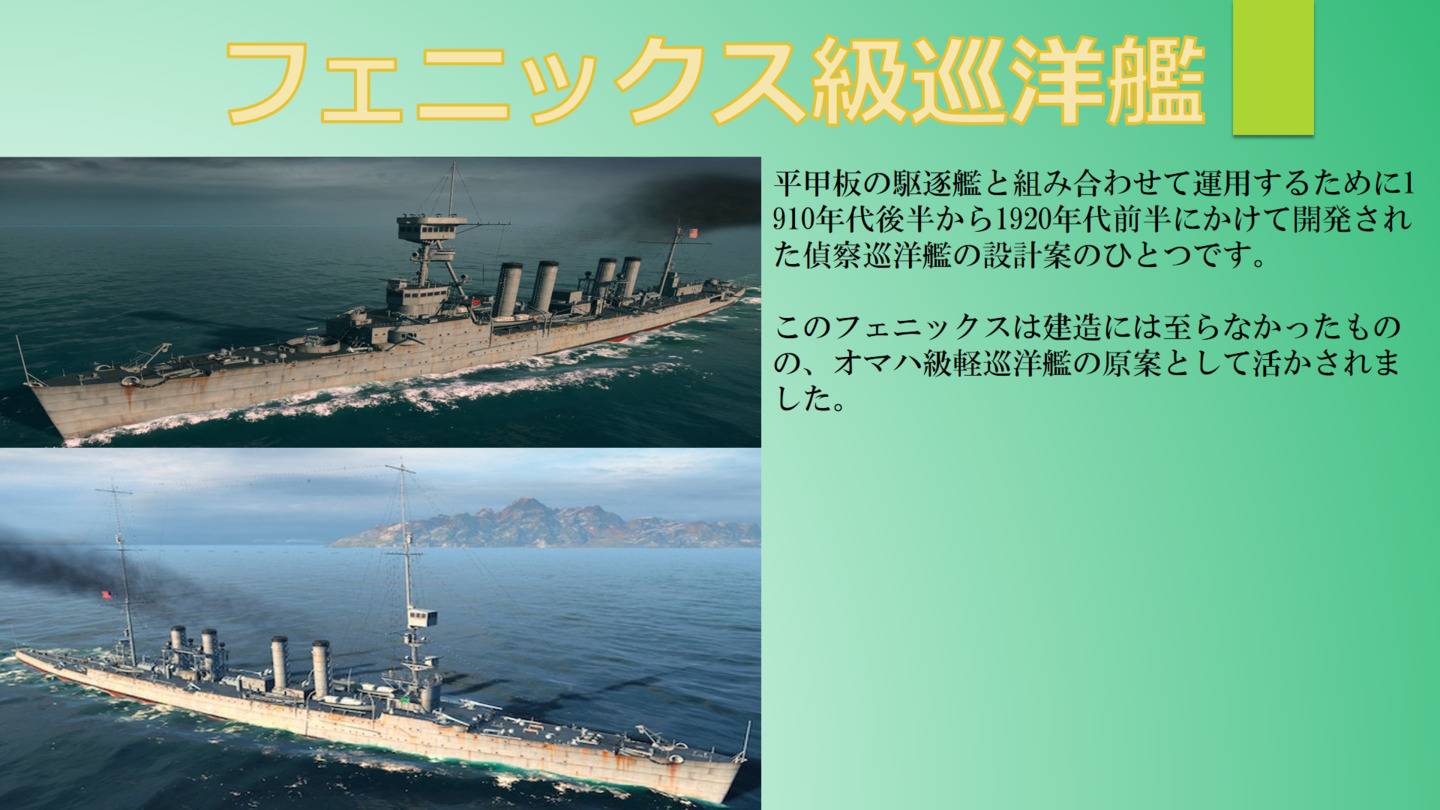 フェニックス級巡洋艦
平甲板の駆逐艦と組み合わせて運用するために1
910年代後半から1920年代前半にかけて開発され
た偵察巡洋艦の設計案のひとつです。
このフェニックスは建造には至らなかったもの
の、オマハ級軽巡洋艦の原案として活かされま
した。